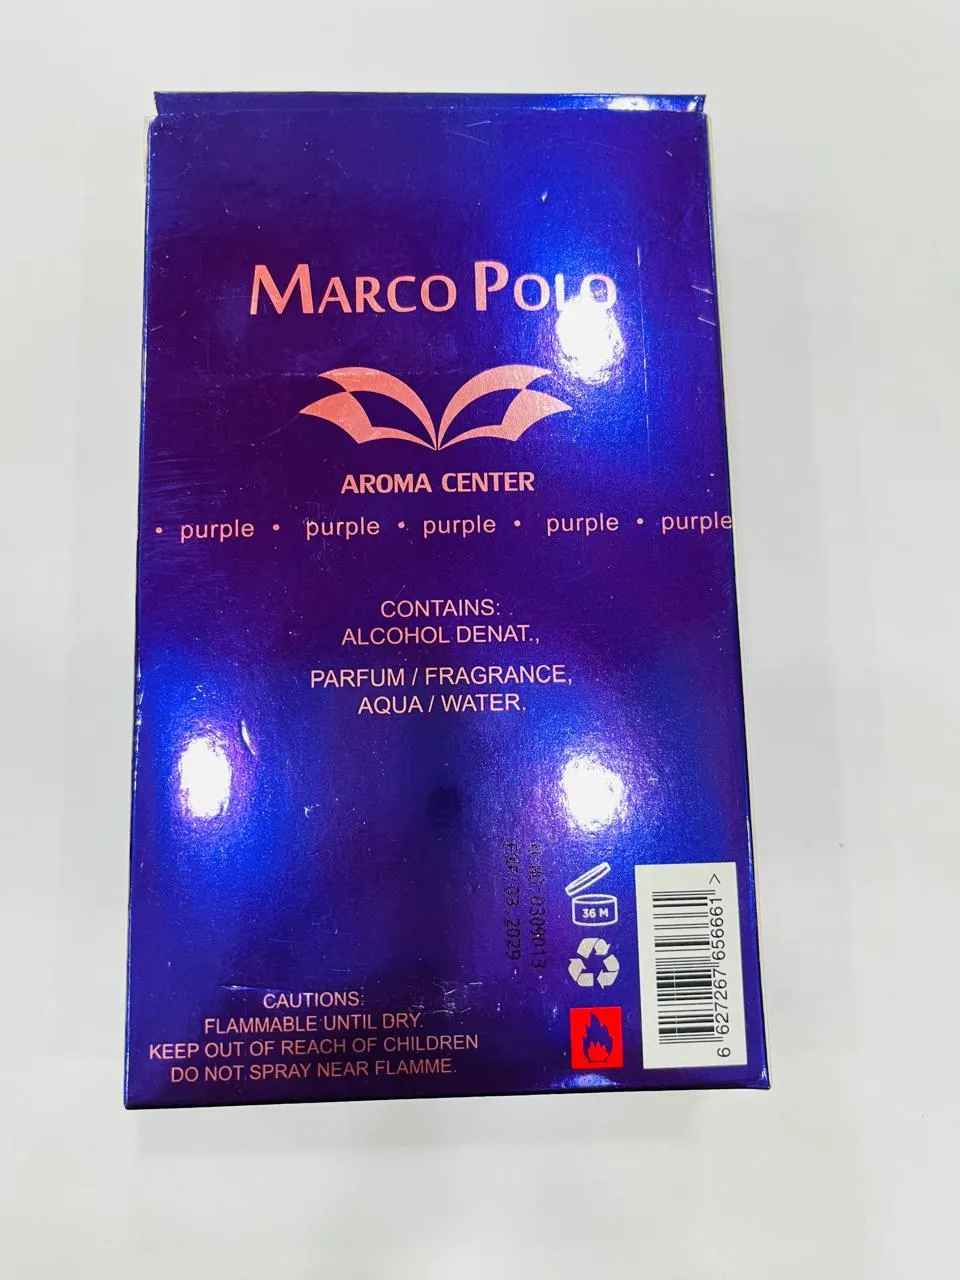 MARCO POLO
AROMA CENTER
• purple • purple • purple • purple • purple
CONTAINS:
ALCOHOL DENAT.,
PARFUM / FRAGRANCE,
AQUA / WATER.
03.2029
0309013
36 M
6 627267 656661 >
CAUTIONS:
FLAMMABLE UNTIL DRY.
KEEP OUT OF REACH OF CHILDREN
DO NOT SPRAY NEAR FLAMME.